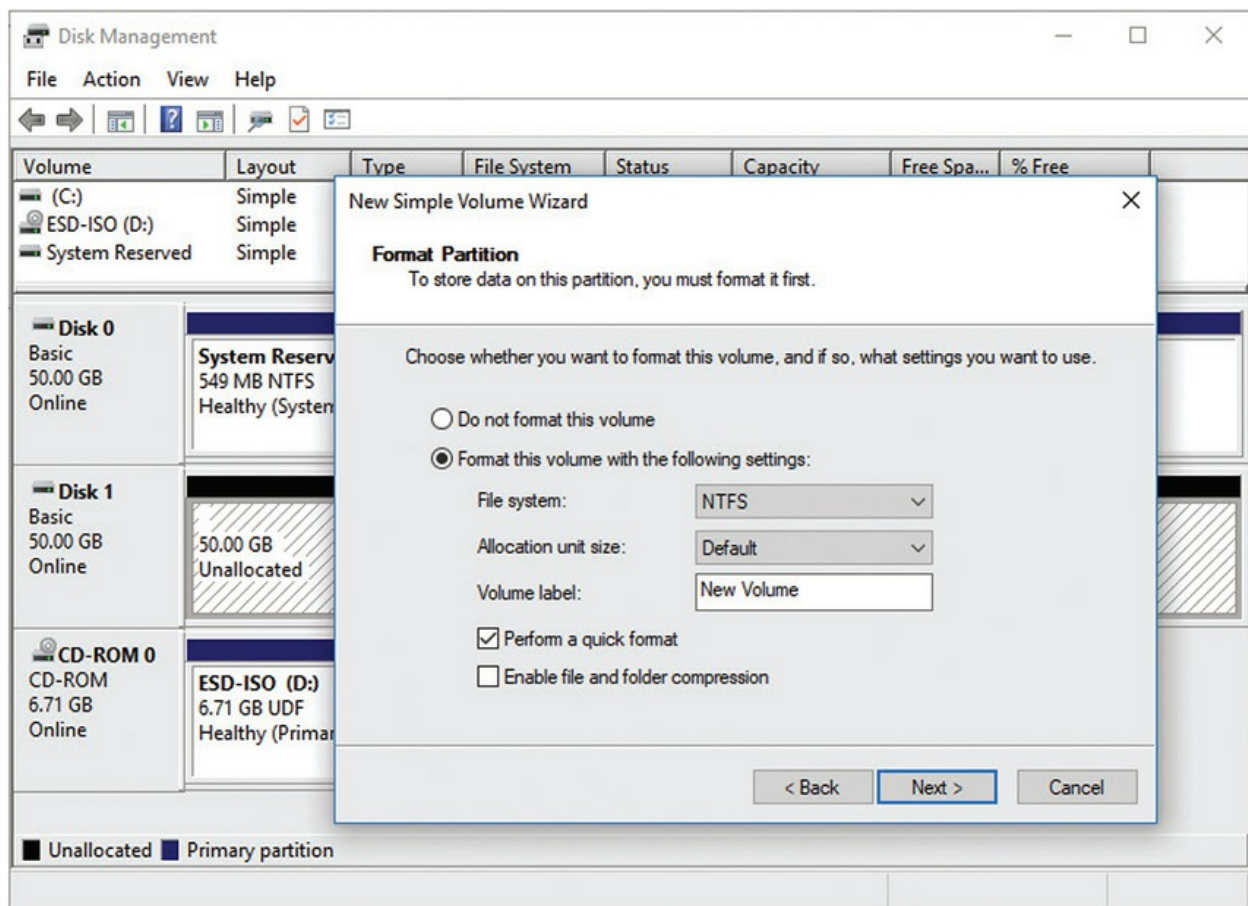 Disk Management
File Action View Help
Volume Layout Type File System Status Capacity Free Spa... % Free
(C:) Simple
ESD-ISO (D:) Simple
System Reserved Simple
Disk 0
Basic
50.00 GB
Online
System Reserv
549 MB NTFS
Healthy (System
Disk 1
Basic
50.00 GB
Online
50.00 GB
Unallocated
CD-ROM 0
CD-ROM
6.71 GB
Online
ESD-ISO (D:)
6.71 GB UDF
Healthy (Primar
New Simple Volume Wizard
Format Partition
To store data on this partition, you must format it first.
Choose whether you want to format this volume, and if so, what settings you want to use.
Do not format this volume
Format this volume with the following settings:
File system: NTFS
Allocation unit size: Default
Volume label: New Volume
Perform a quick format
Enable file and folder compression
< Back Next > Cancel
Unallocated Primary partition